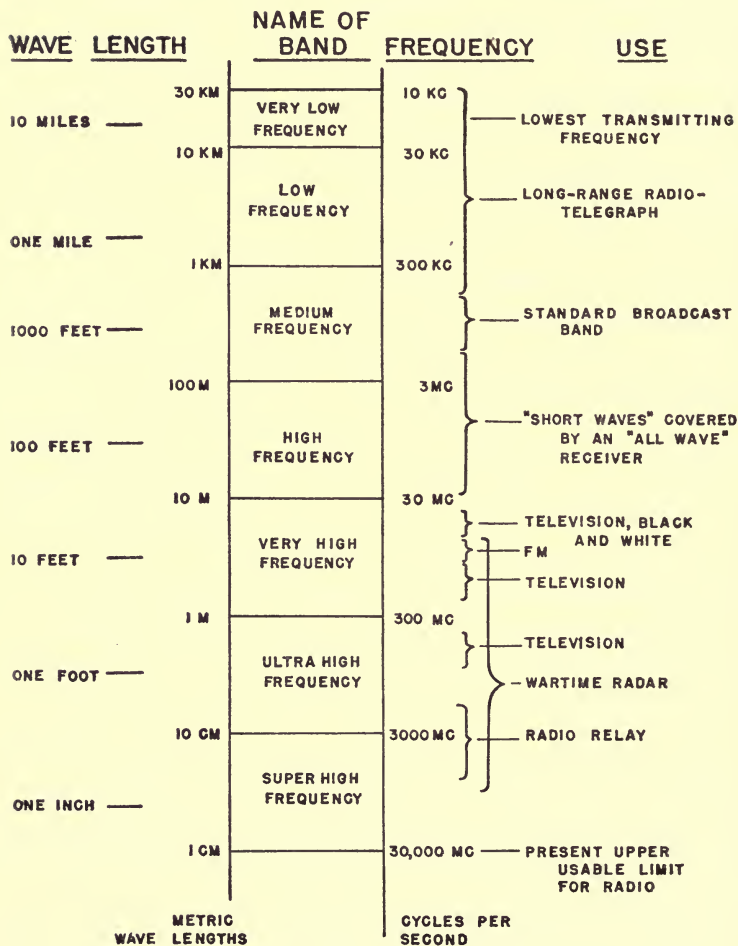 NAME OF
WAVE LENGTH BAND FREQUENCY USE
30 KM 10 KC
10 MILES VERY LOW LOWEST TRANSMITTING
FREQUENCY FREQUENCY
10 KM 30 KC
LOW LONG-RANGE RADIO-
FREQUENCY TELEGRAPH
ONE MILE
1 KM 300 KC
1000 FEET MEDIUM STANDARD BROADCAST
FREQUENCY BAND
100 M 3 MC
100 FEET HIGH "SHORT WAVES" COVERED
FREQUENCY BY AN "ALL WAVE"
RECEIVER
10 M 30 MC
TELEVISION, BLACK
AND WHITE
10 FEET VERY HIGH FM
FREQUENCY TELEVISION
1 M 300 MC
TELEVISION
ONE FOOT ULTRA HIGH WARTIME RADAR
FREQUENCY
10 CM 3000 MC RADIO RELAY
SUPER HIGH
ONE INCH FREQUENCY
1 CM 30,000 MC PRESENT UPPER
USABLE LIMIT
FOR RADIO
METRIC CYCLES PER
WAVE LENGTHS SECOND